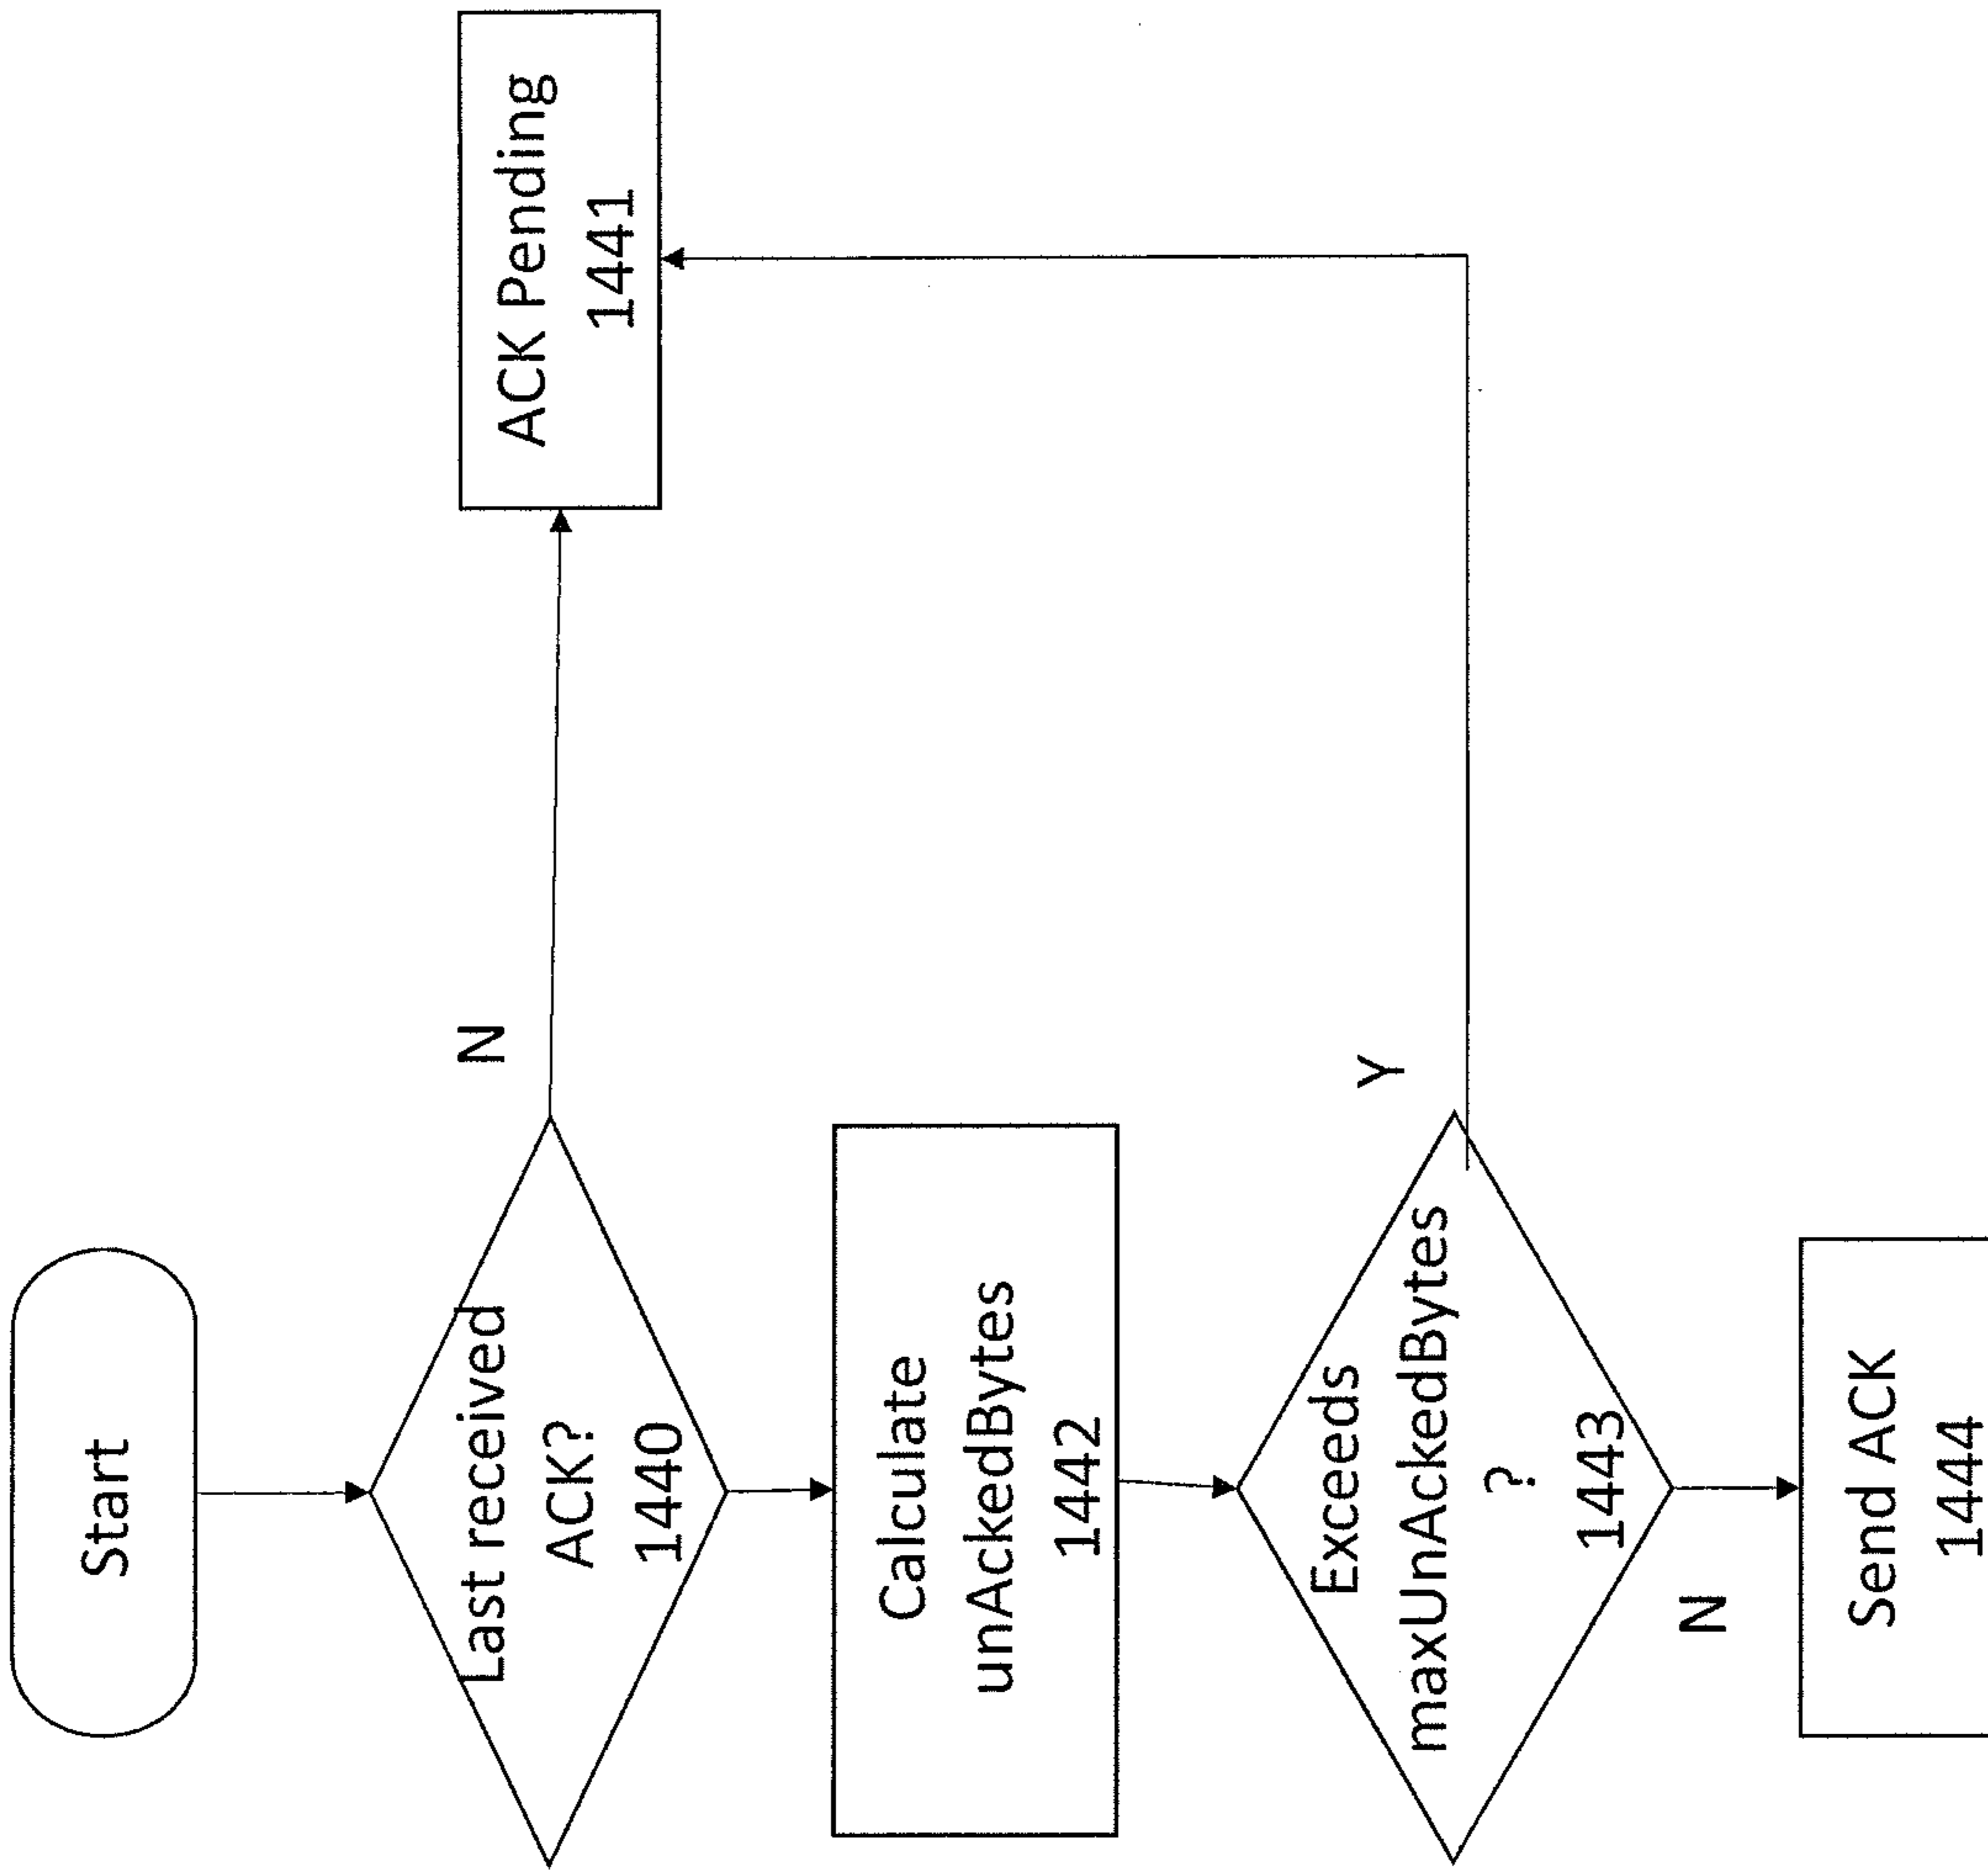 Start
Last received
ACK?
1440
N
ACK Pending
1441
Calculate
unAckedBytes
1442
Exceeds
maxUnAckedBytes
?
1443
Y
N
Send ACK
1444